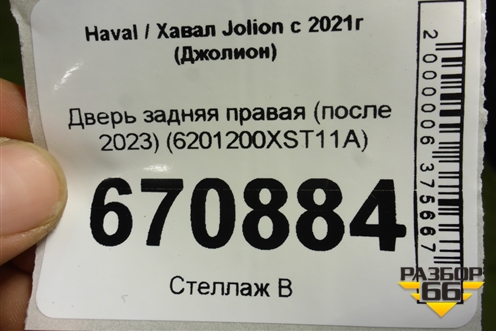 Haval / Хавал Jolion с 2021г
(Джолион)
Дверь задняя правая (после
2023) (6201200XST11A)
670884
Стеллаж В
2000006375667
РАЗБОР
66